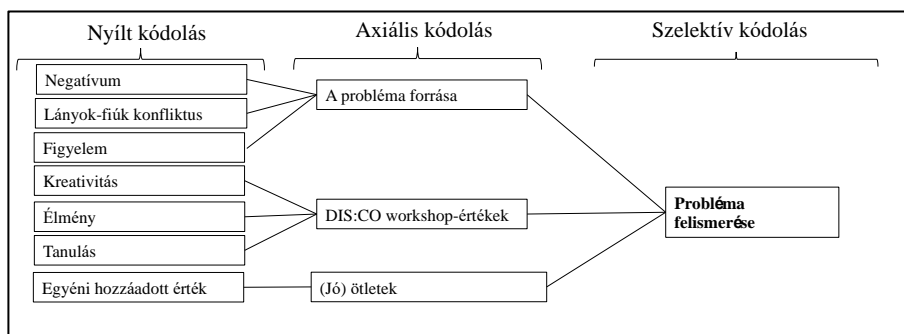 Nyílt kódolás
Axiális kódolás
Szelektív kódolás
Negatívum
Lányok-fiúk konfliktus
Figyelem
Kreativitás
Élmény
Tanulás
Egyéni hozzáadott érték
A probléma forrása
DIS:CO workshop-értékek
(Jó) ötletek
Probléma
felismerése